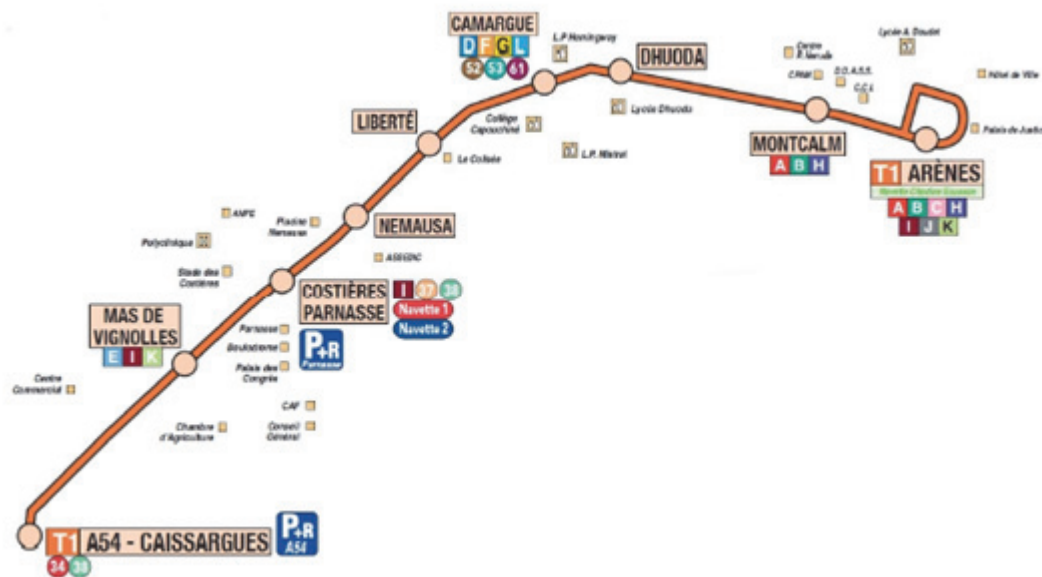 CAMARGUE
D F G L
52 53 61
L.P Hemingway
DHUODA
Lycée Dhuoda
Collège
Capouchiné
L.P. Mistral
LIBERTÉ
Le Colisée
Centre
P. Neruda
D.D.A.S.S.
C.C.I.
Lycée A. Daudet
Hôtel de Ville
Palais de Justice
MONTCALM
A B H
T1 ARÈNES
A B C H
I J K
NEMAUSA
ASSEDIC
ANPE
Piscine
Nemausa
Polyclinique
Stade des
Costières
COSTIÈRES
PARNASSE
I 37 38
Navette 1
Navette 2
P+R
Parnasse
MAS DE
VIGNOLLES
E I K
Parnasse
Boulodrome
Palais des
Congrès
CAF
Conseil
Général
Chambre
d'Agriculture
Centre
Commercial
T1 A54 - CAISSARGUES
34 38
P+R
A54